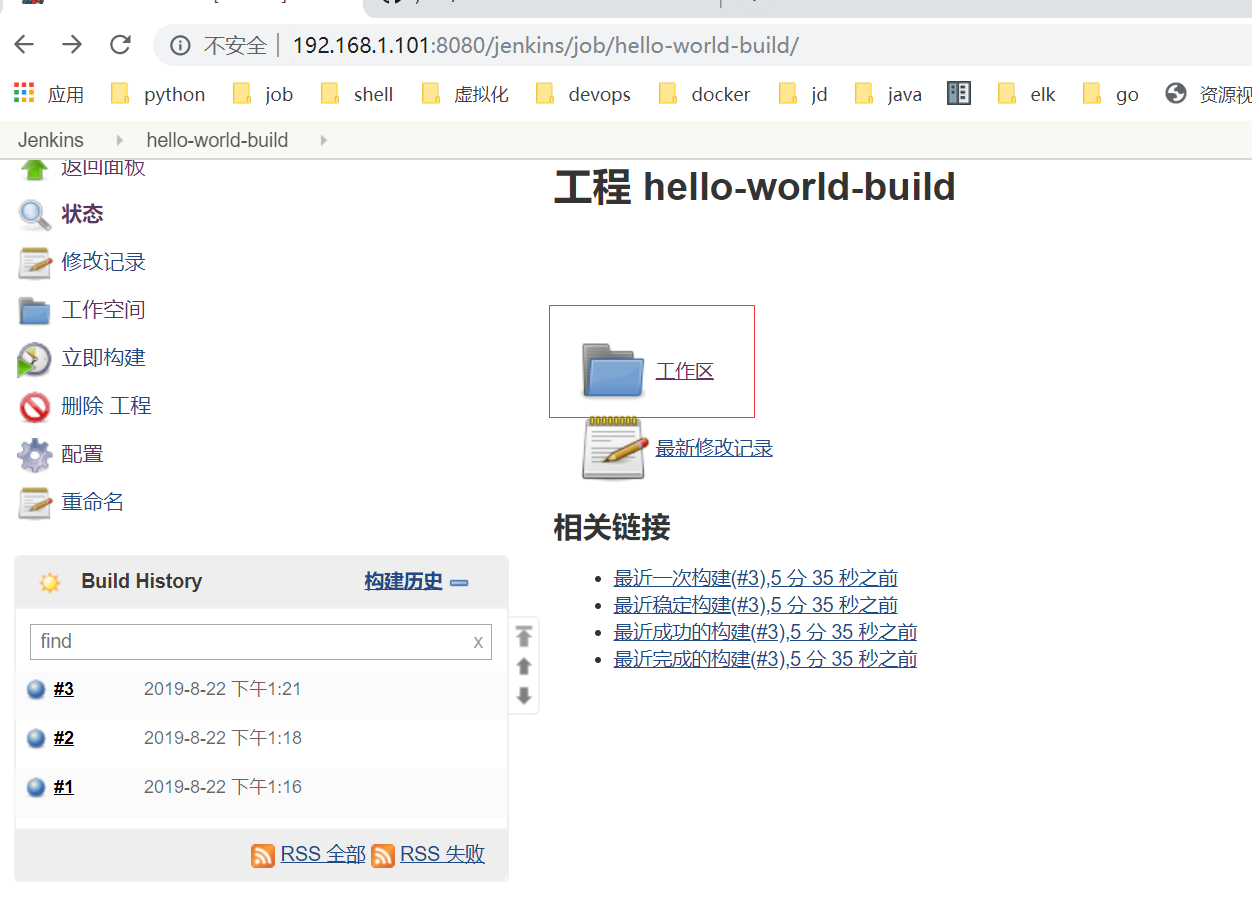 不安全 192.168.1.101:8080/jenkins/job/hello-world-build/
应用 python job shell 虚拟化 devops docker jd java elk go 资源视
Jenkins hello-world-build
返回面板
状态
修改记录
工作空间
立即构建
删除 工程
配置
重命名
Build History 构建历史
find x
#3 2019-8-22 下午1:21
#2 2019-8-22 下午1:18
#1 2019-8-22 下午1:16
RSS 全部 RSS 失败
工程 hello-world-build
工作区
最新修改记录
相关链接
最近一次构建(#3),5 分 35 秒之前
最近稳定构建(#3),5 分 35 秒之前
最近成功的构建(#3),5 分 35 秒之前
最近完成的构建(#3),5 分 35 秒之前